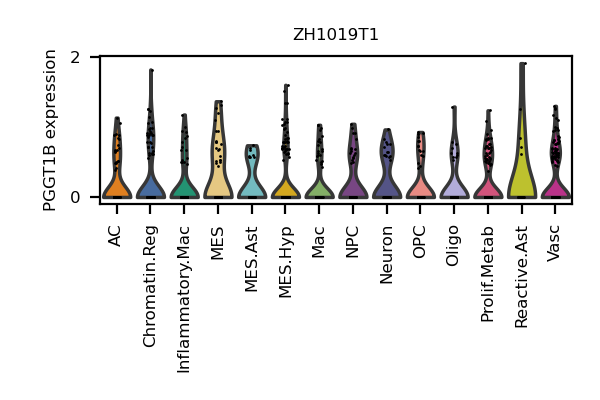 ZH1019T1
PGGT1B expression
2
0
AC
Chromatin.Reg
Inflammatory.Mac
MES
MES.Ast
MES.Hyp
Mac
NPC
Neuron
OPC
Oligo
Prolif.Metab
Reactive.Ast
Vasc